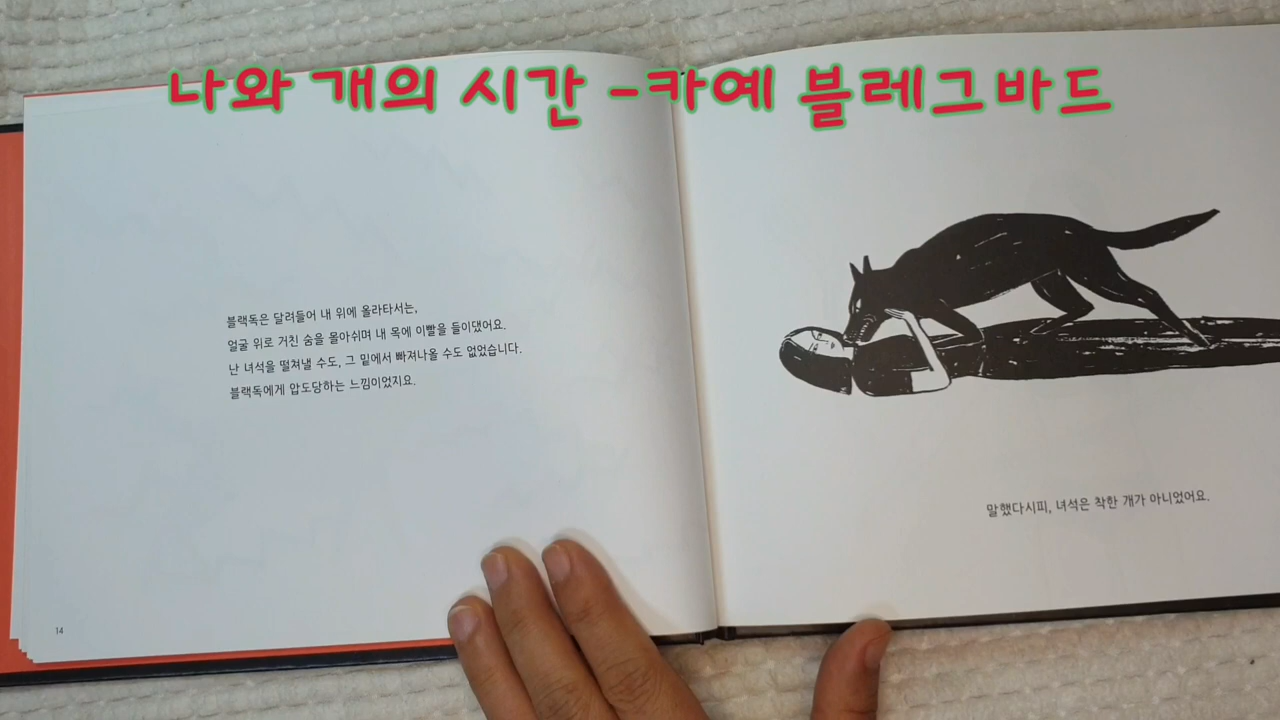 나와 개의 시간 -카예 블레그바드
블랙독은 달려들어 내 위에 올라타서는,
얼굴 위로 거친 숨을 몰아쉬며 내 목에 이빨을 들이댔어요.
난 녀석을 떨쳐낼 수도, 그 밑에서 빠져나올 수도 없었습니다.
블랙독에게 압도당하는 느낌이었지요.
14
말했다시피, 녀석은 착한 개가 아니었어요.